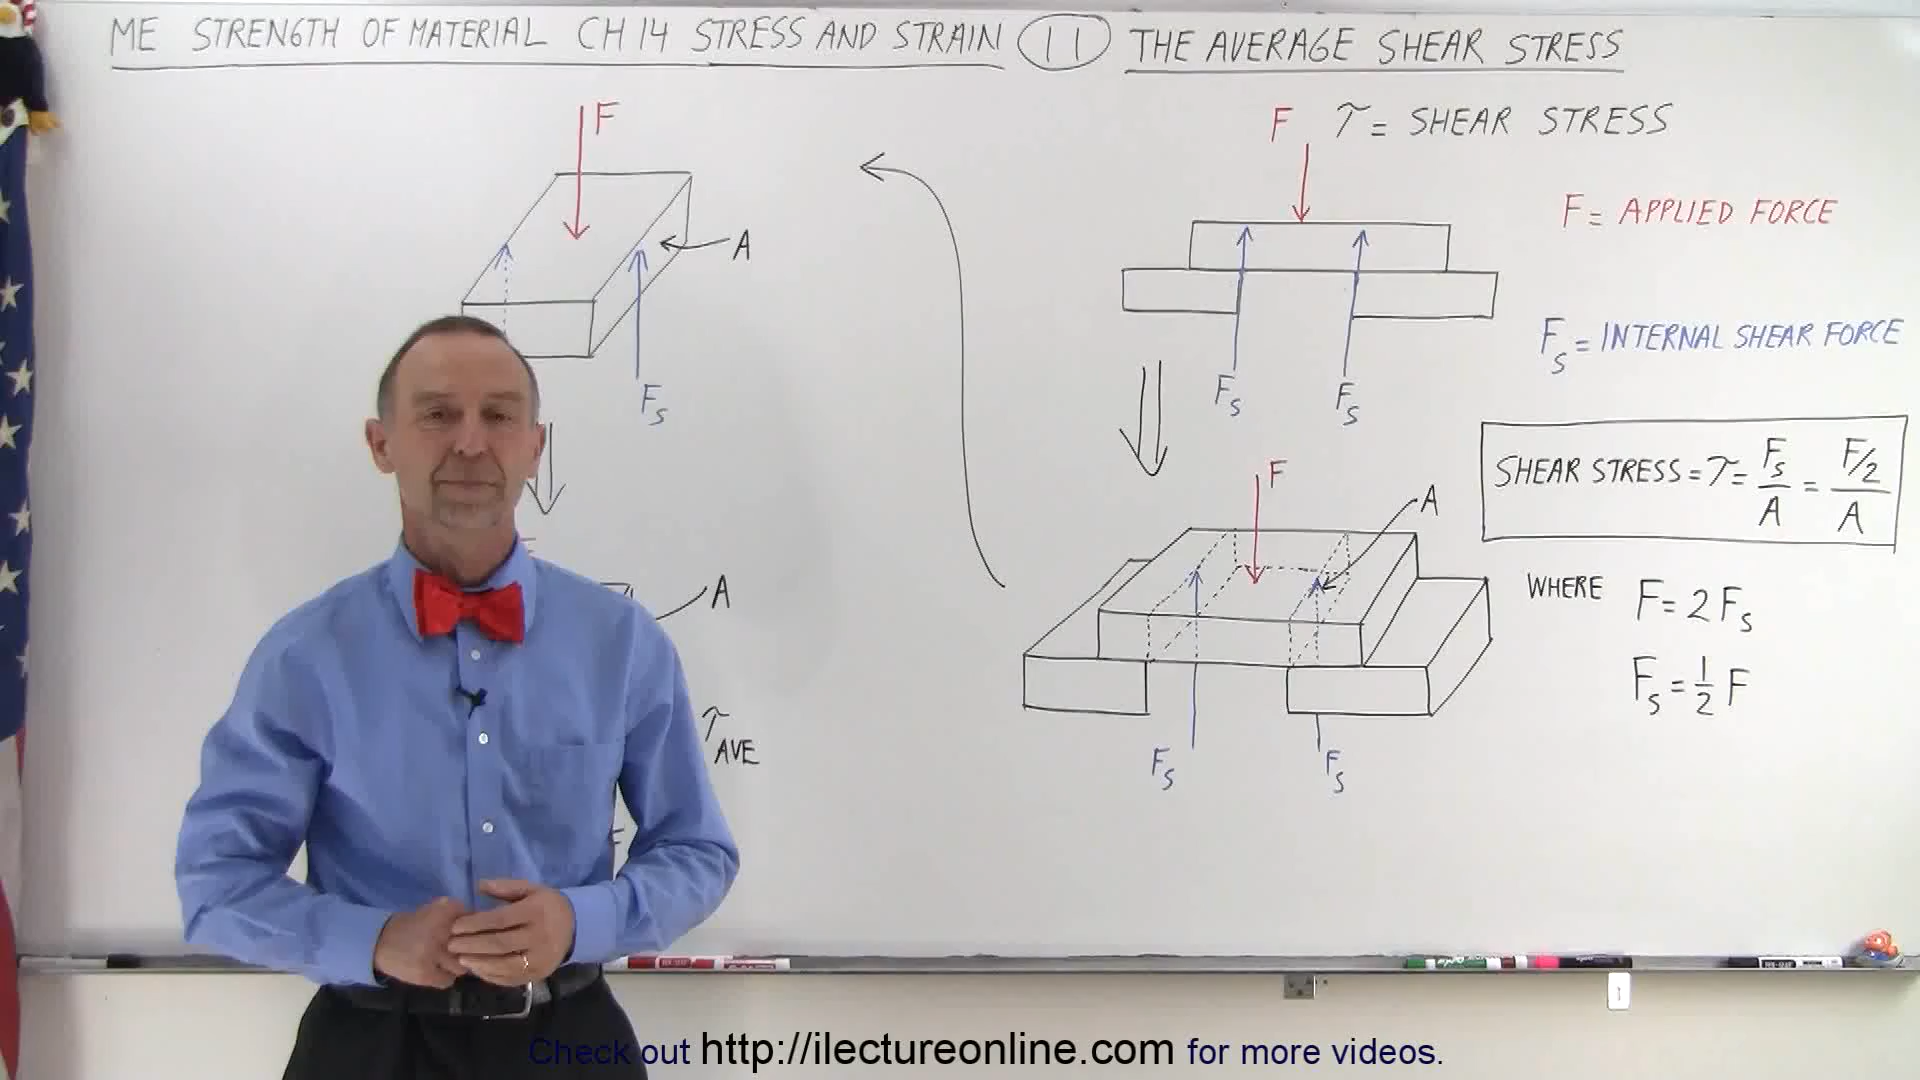 ME STRENGTH OF MATERIAL CH 14 STRESS AND STRAIN 11 THE AVERAGE SHEAR STRESS
F
A
Fs
A
τ AVE
F
τ = SHEAR STRESS
F = APPLIED FORCE
Fs = INTERNAL SHEAR FORCE
Fs Fs
SHEAR STRESS = τ = Fs/A = F/2/A
F
A
WHERE F = 2 Fs
Fs = 1/2 F
Fs Fs
Check out http://ilectureonline.com for more videos.